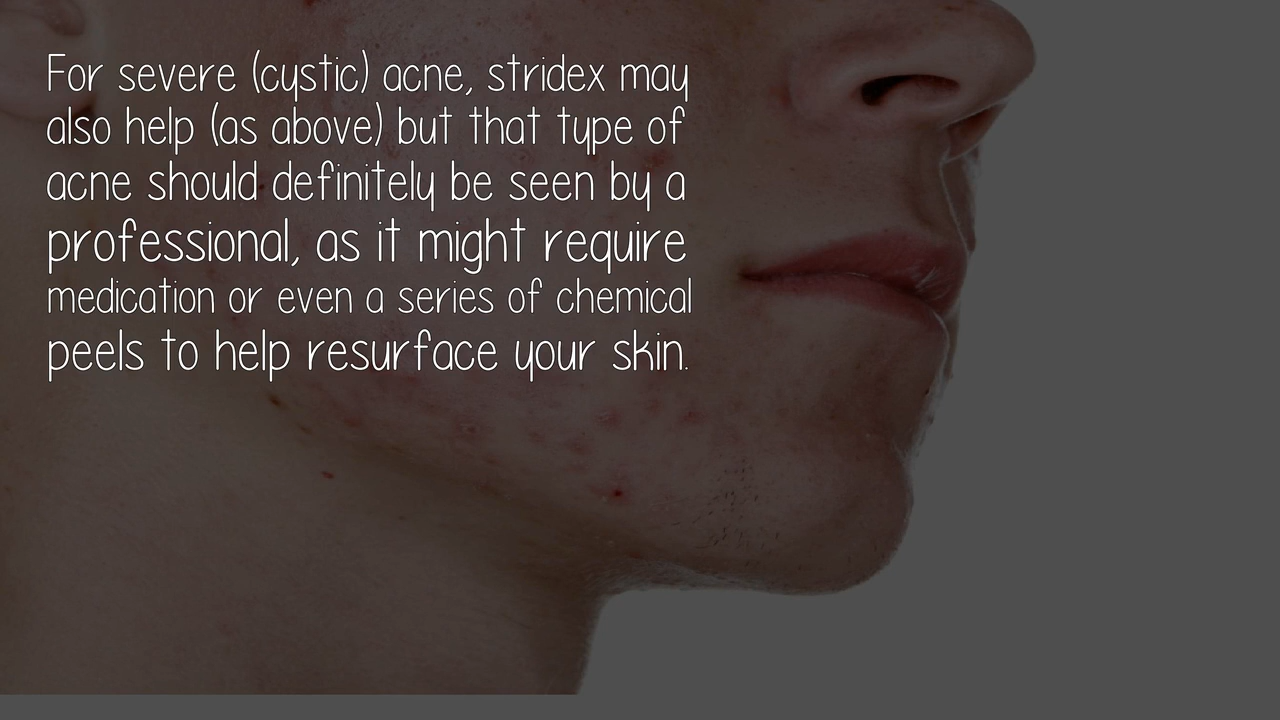 For severe (cystic) acne, stridex may
also help (as above) but that type of
acne should definitely be seen by a
professional, as it might require
medication or even a series of chemical
peels to help resurface your skin.